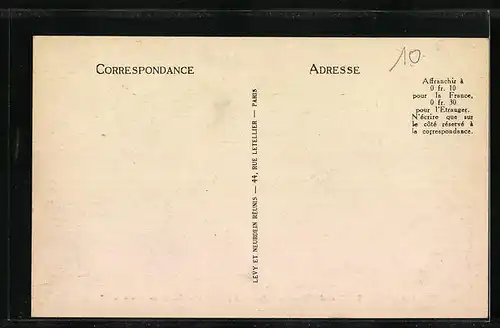 CORRESPONDANCE
ADRESSE
10
Affranchir à
0 fr. 10
pour la France,
0 fr. 30
pour l'Etranger.
N'écrire que sur
le côté réservé à
la correspondance.
LÉVY ET NEURDEIN RÉUNIS — 44, RUE LETELLIER — PARIS